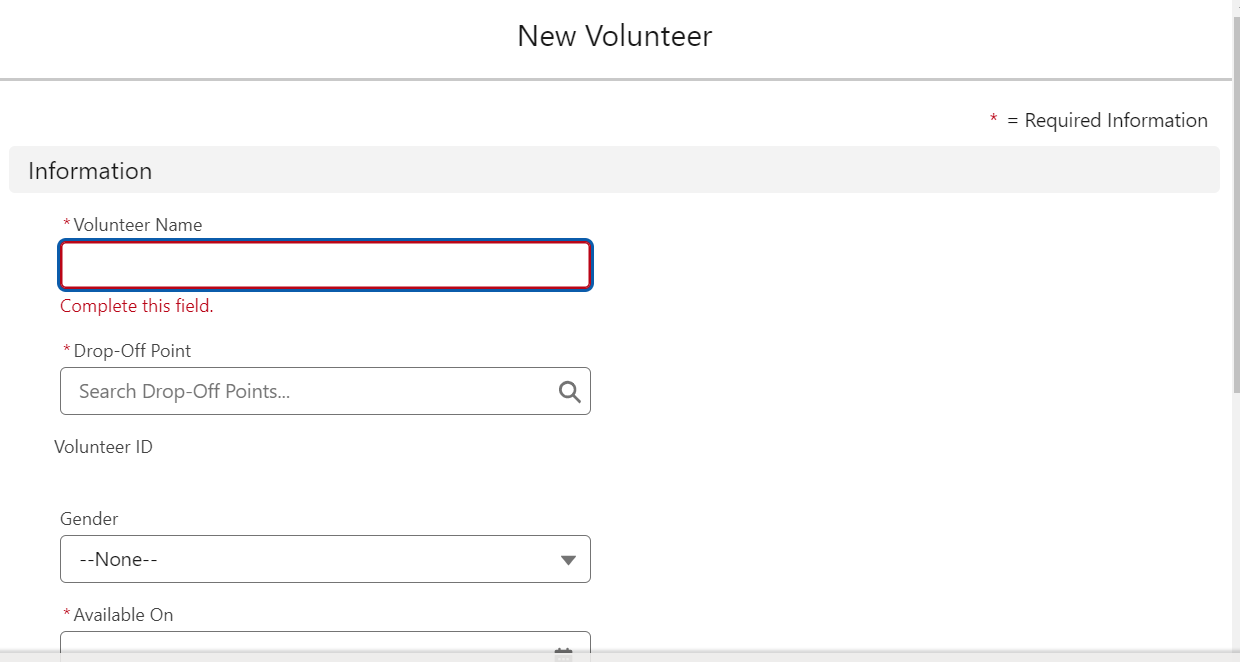 New Volunteer
* = Required Information
Information
*Volunteer Name
Complete this field.
*Drop-Off Point
Search Drop-Off Points...
Volunteer ID
Gender
--None--
*Available On